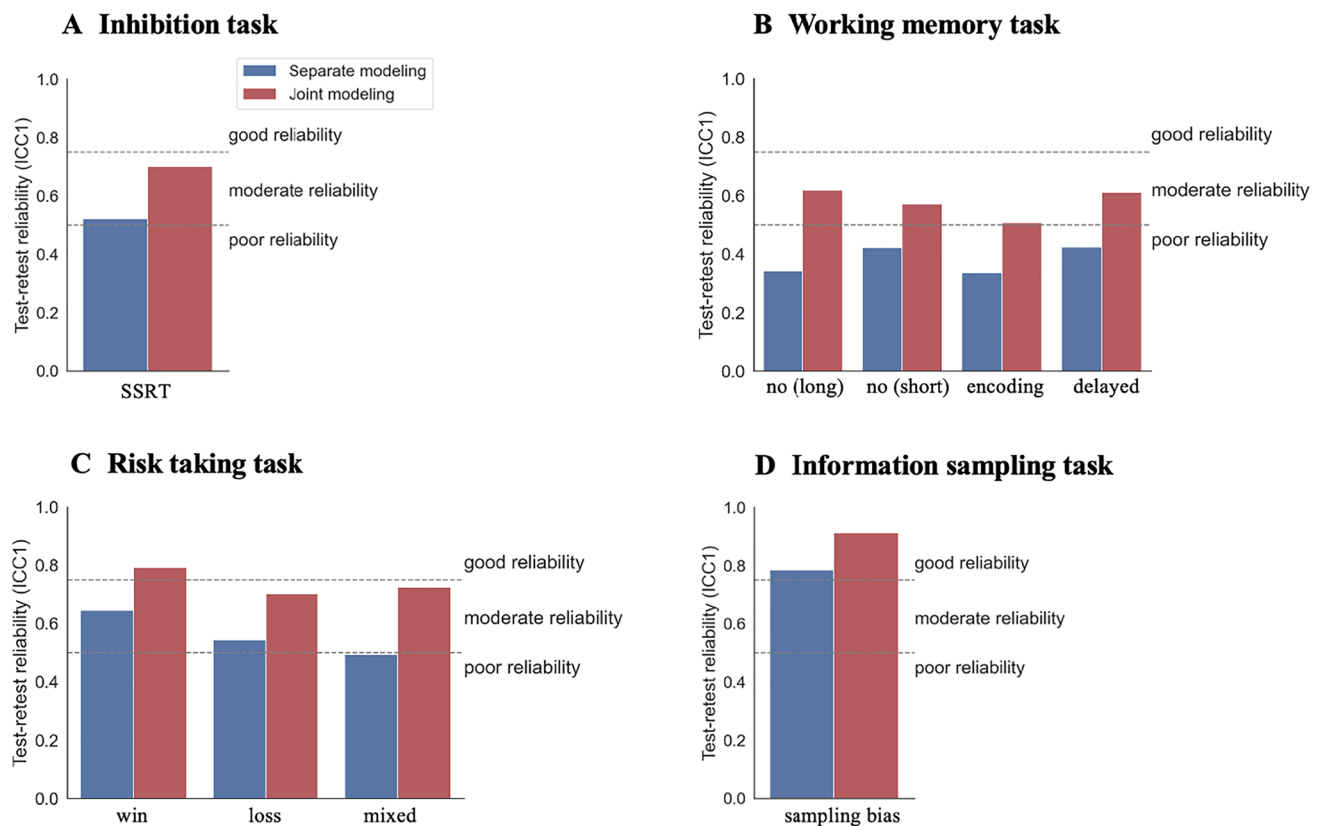 A Inhibition task
Separate modeling
Joint modeling
Test-retest reliability (ICC1)
1.0
0.8
0.6
0.4
0.2
0.0
good reliability
moderate reliability
poor reliability
SSRT
B Working memory task
Test-retest reliability (ICC1)
1.0
0.8
0.6
0.4
0.2
0.0
good reliability
moderate reliability
poor reliability
no (long) no (short) encoding delayed
C Risk taking task
Test-retest reliability (ICC1)
1.0
0.8
0.6
0.4
0.2
0.0
good reliability
moderate reliability
poor reliability
win loss mixed
D Information sampling task
Test-retest reliability (ICC1)
1.0
0.8
0.6
0.4
0.2
0.0
good reliability
moderate reliability
poor reliability
sampling bias